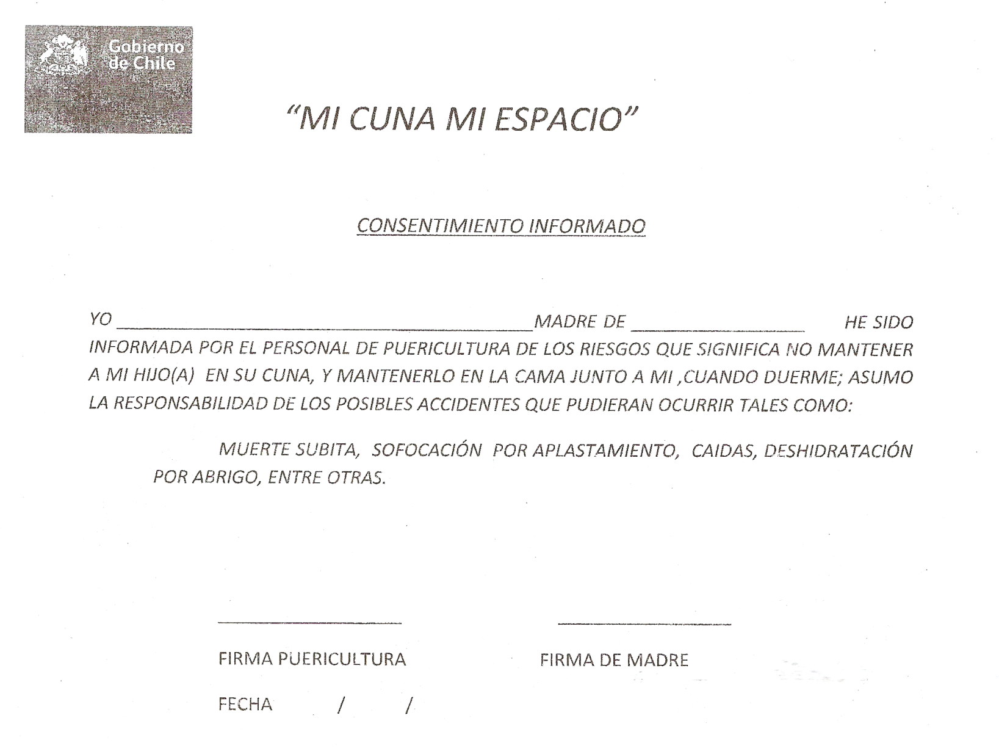 Gobierno
de Chile
“MI CUNA MI ESPACIO”
CONSENTIMIENTO INFORMADO
YO ______________________ MADRE DE ______________ HE SIDO
INFORMADA POR EL PERSONAL DE PUERICULTURA DE LOS RIESGOS QUE SIGNIFICA NO MANTENER
A MI HIJO(A) EN SU CUNA, Y MANTENERLO EN LA CAMA JUNTO A MI ,CUANDO DUERME; ASUMO
LA RESPONSABILIDAD DE LOS POSIBLES ACCIDENTES QUE PUDIERAN OCURRIR TALES COMO:
MUERTE SUBITA, SOFOCACIÓN POR APLASTAMIENTO, CAIDAS, DESHIDRATACIÓN
POR ABRIGO, ENTRE OTRAS.
FIRMA PUERICULTURA FIRMA DE MADRE
FECHA / /